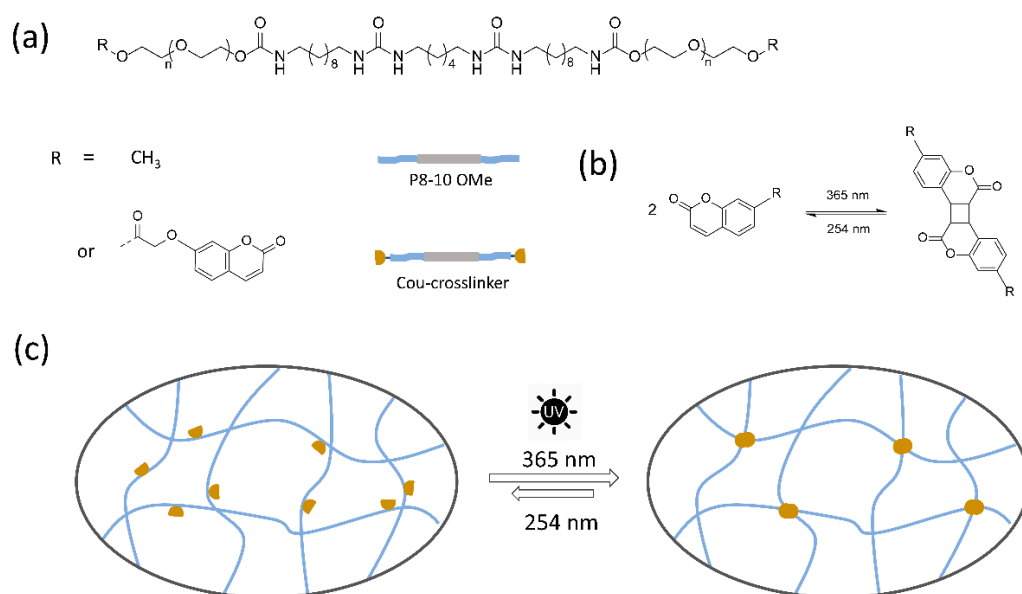 (a)
R O O n O O N H 8 N H O N H 4 N H O N H 8 N H O O O n O R
R = CH3
or
O O O O
P8-10 OMe
Cou-crosslinker
(b)
2 O O R
365 nm
254 nm
R O O O O R
(c)
UV
365 nm
254 nm